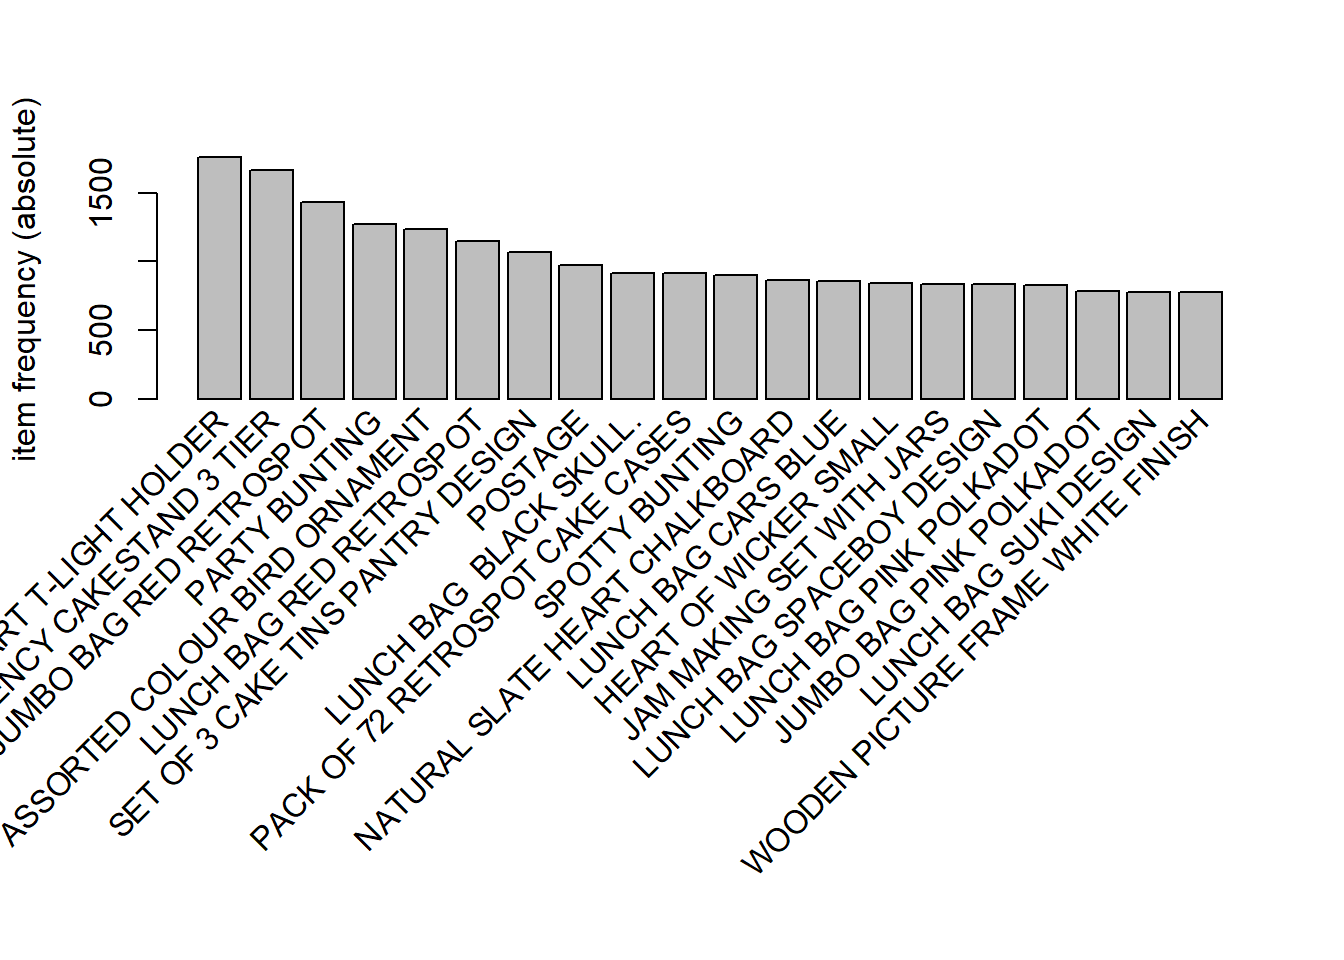 item frequency (absolute)
0
500
1500
T-LIGHT HOLDER
CAKESTAND 3 TIER
JUMBO BAG RED RETROSPOT
PARTY BUNTING
ASSORTED COLOUR BIRD ORNAMENT
LUNCH BAG RED RETROSPOT
SET OF 3 CAKE TINS PANTRY DESIGN
POSTAGE
LUNCH BAG  BLACK SKULL.
PACK OF 72 RETROSPOT CAKE CASES
SPOTTY BUNTING
NATURAL SLATE HEART CHALKBOARD
LUNCH BAG CARS BLUE
HEART OF WICKER SMALL
JAM MAKING SET WITH JARS
LUNCH BAG SPACEBOY DESIGN
LUNCH BAG PINK POLKADOT
JUMBO BAG PINK POLKADOT
LUNCH BAG SUKI DESIGN
WOODEN PICTURE FRAME WHITE FINISH